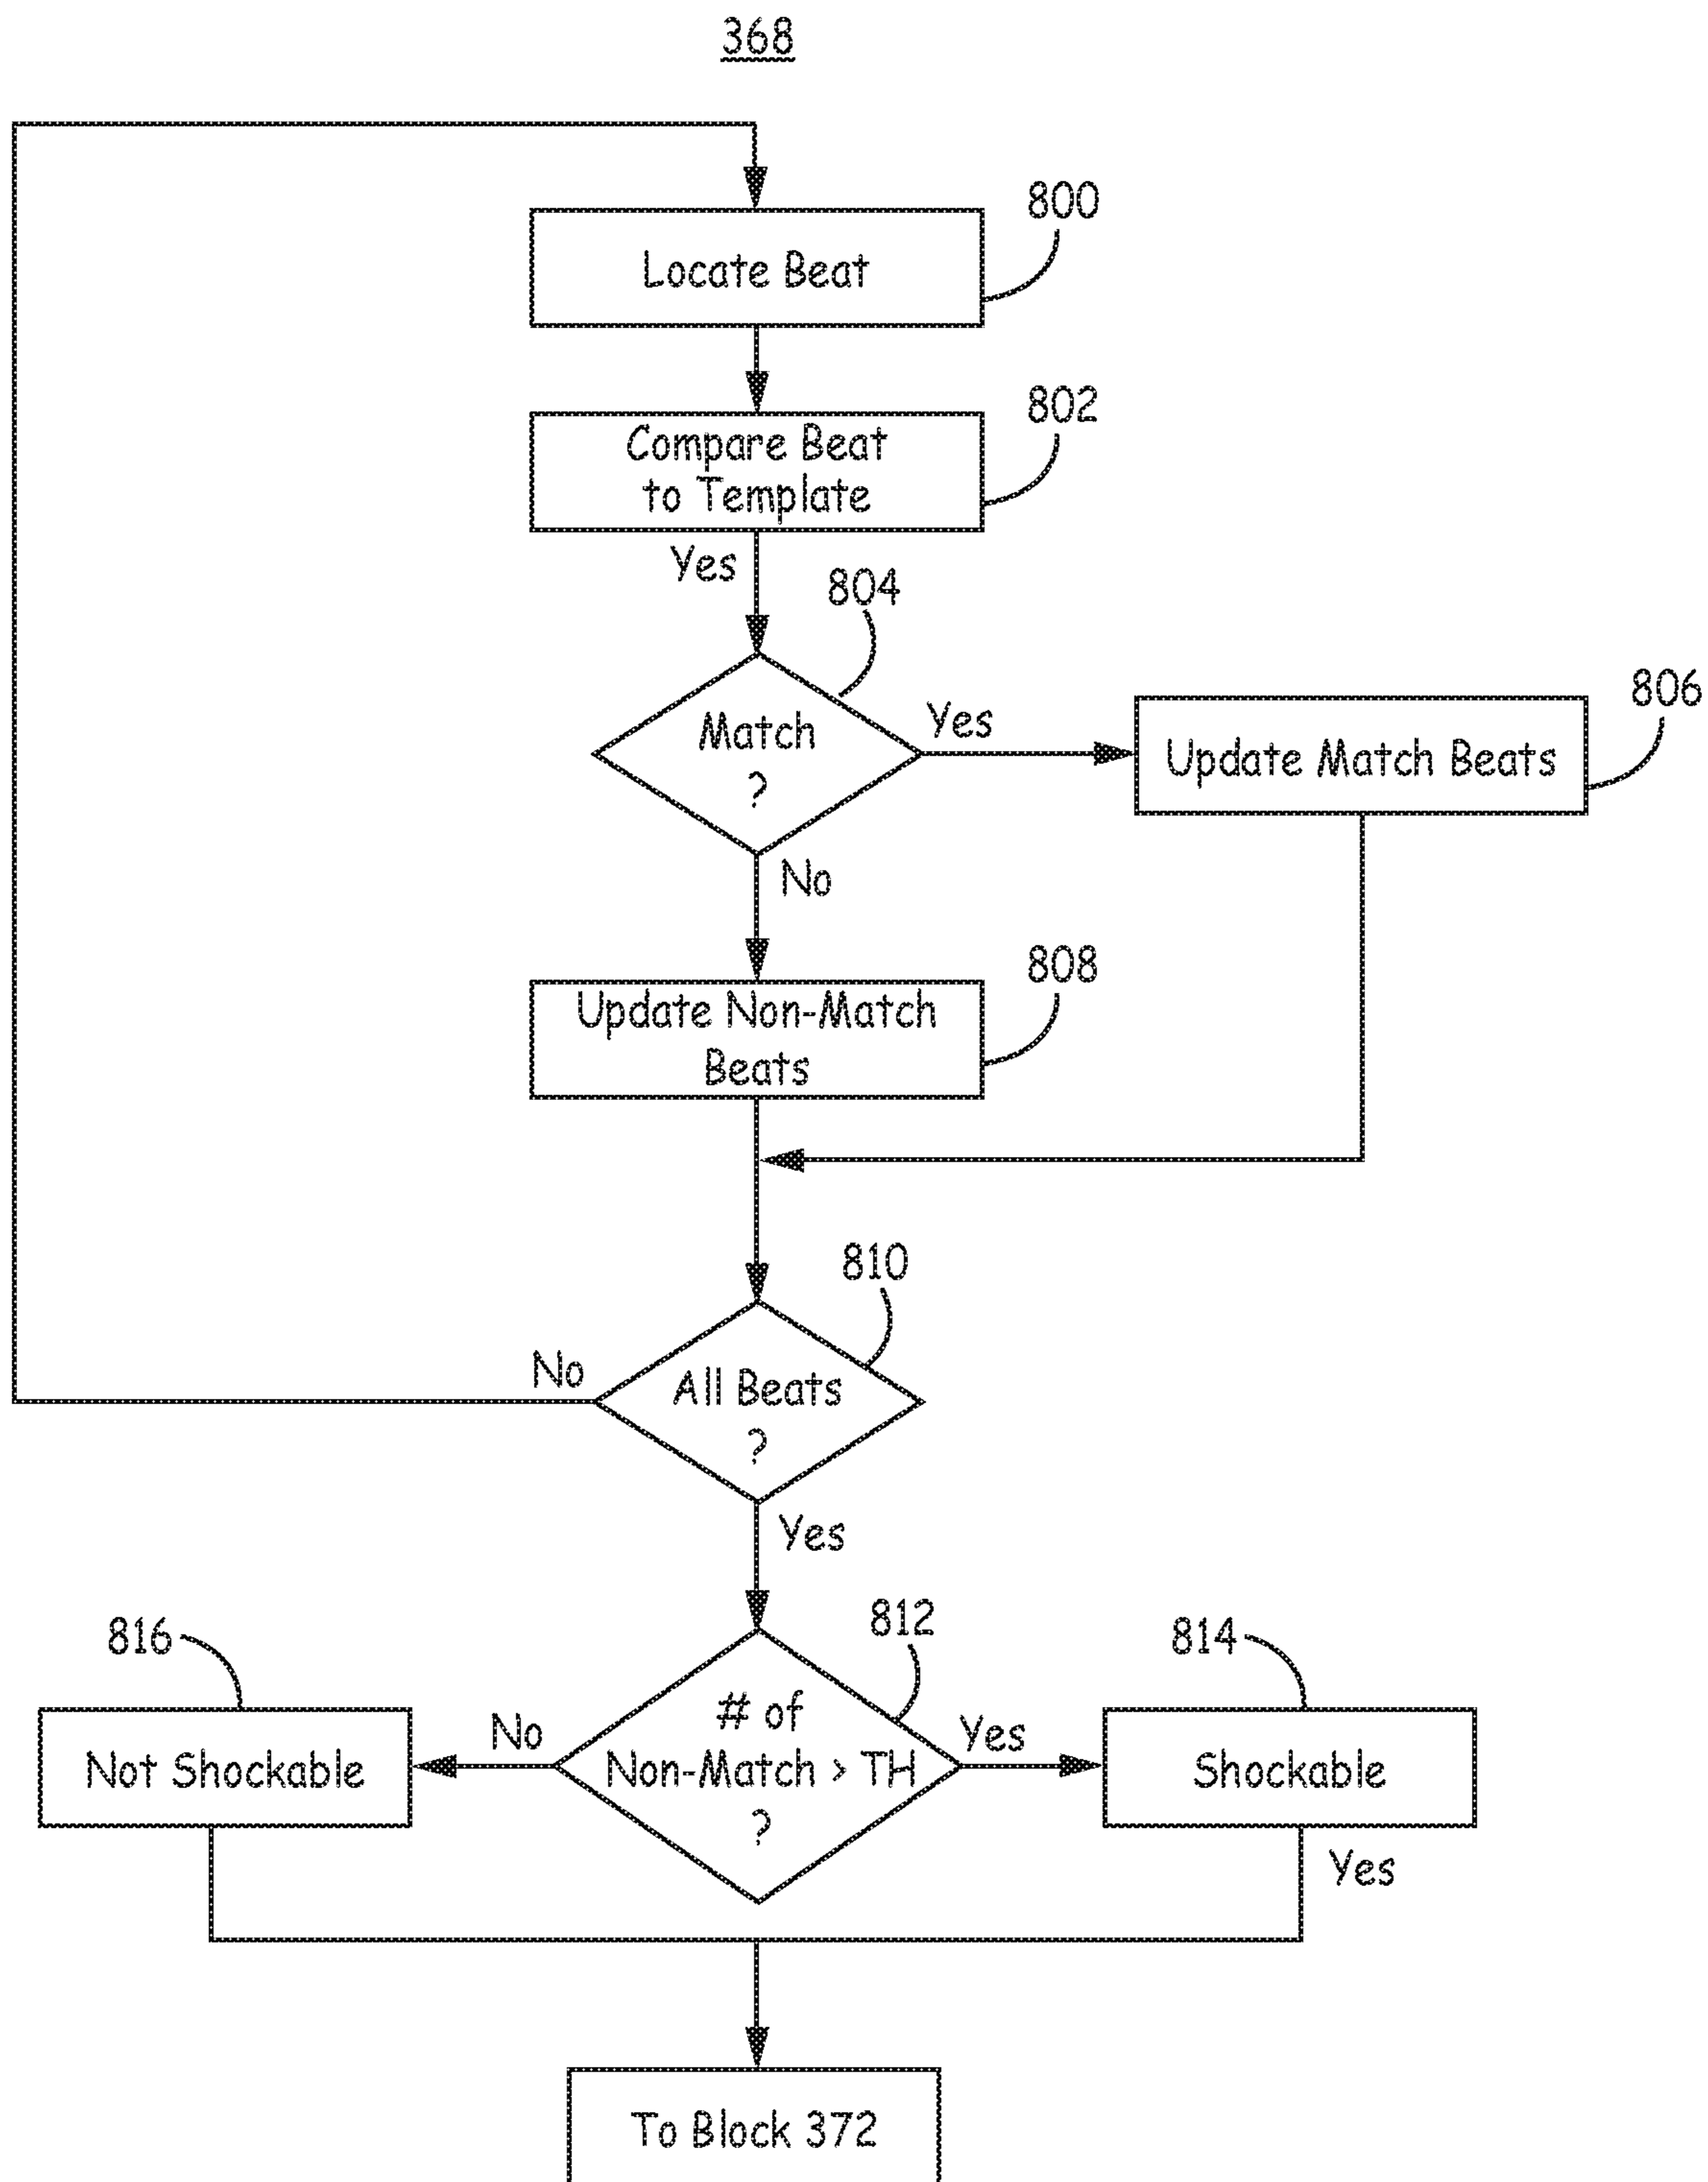 368
800
Locate Beat
802
Compare Beat
to Template
Yes
804
Match
?
Yes
806
Update Match Beats
No
808
Update Non-Match
Beats
810
All Beats
?
No
Yes
816
812
814
Not Shockable
No
# of
Non-Match > TH
?
Yes
Shockable
Yes
To Block 372